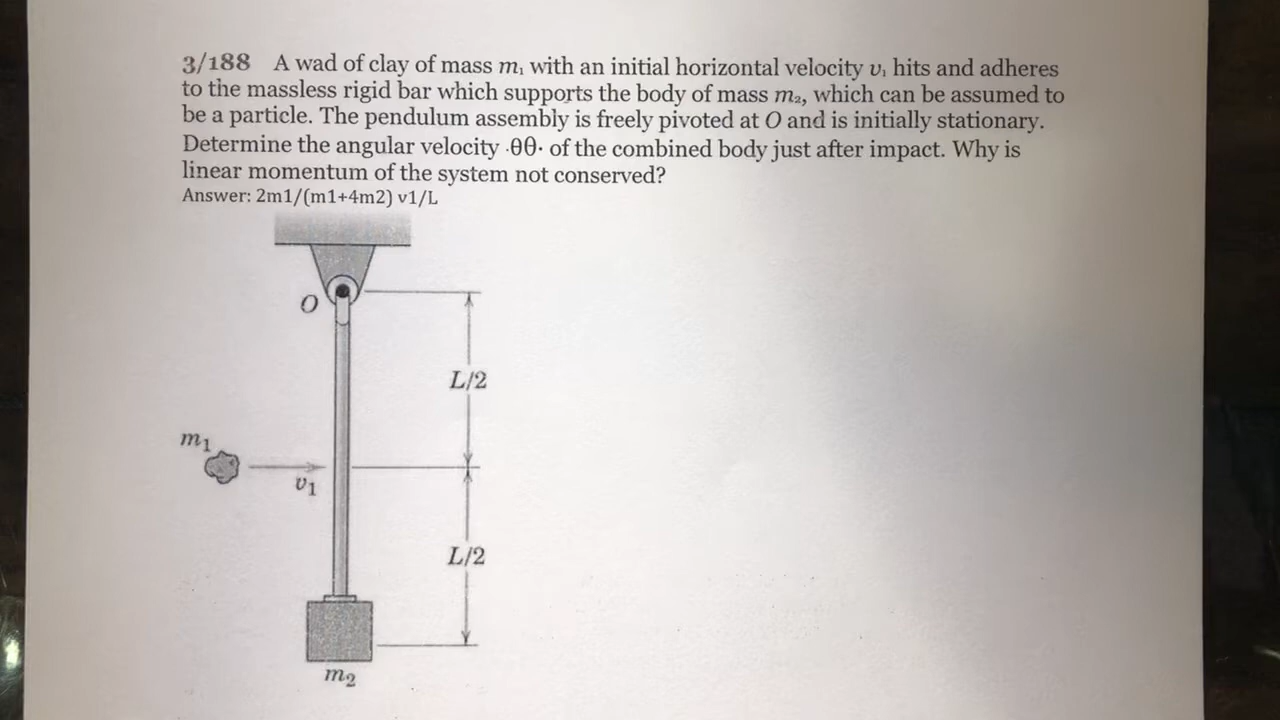 3/188 A wad of clay of mass m₁ with an initial horizontal velocity v₁ hits and adheres
to the massless rigid bar which supports the body of mass m₂, which can be assumed to
be a particle. The pendulum assembly is freely pivoted at O and is initially stationary.
Determine the angular velocity ·θθ· of the combined body just after impact. Why is
linear momentum of the system not conserved?
Answer: 2m1/(m1+4m2) v1/L
O
L/2
m₁
v₁
L/2
m₂